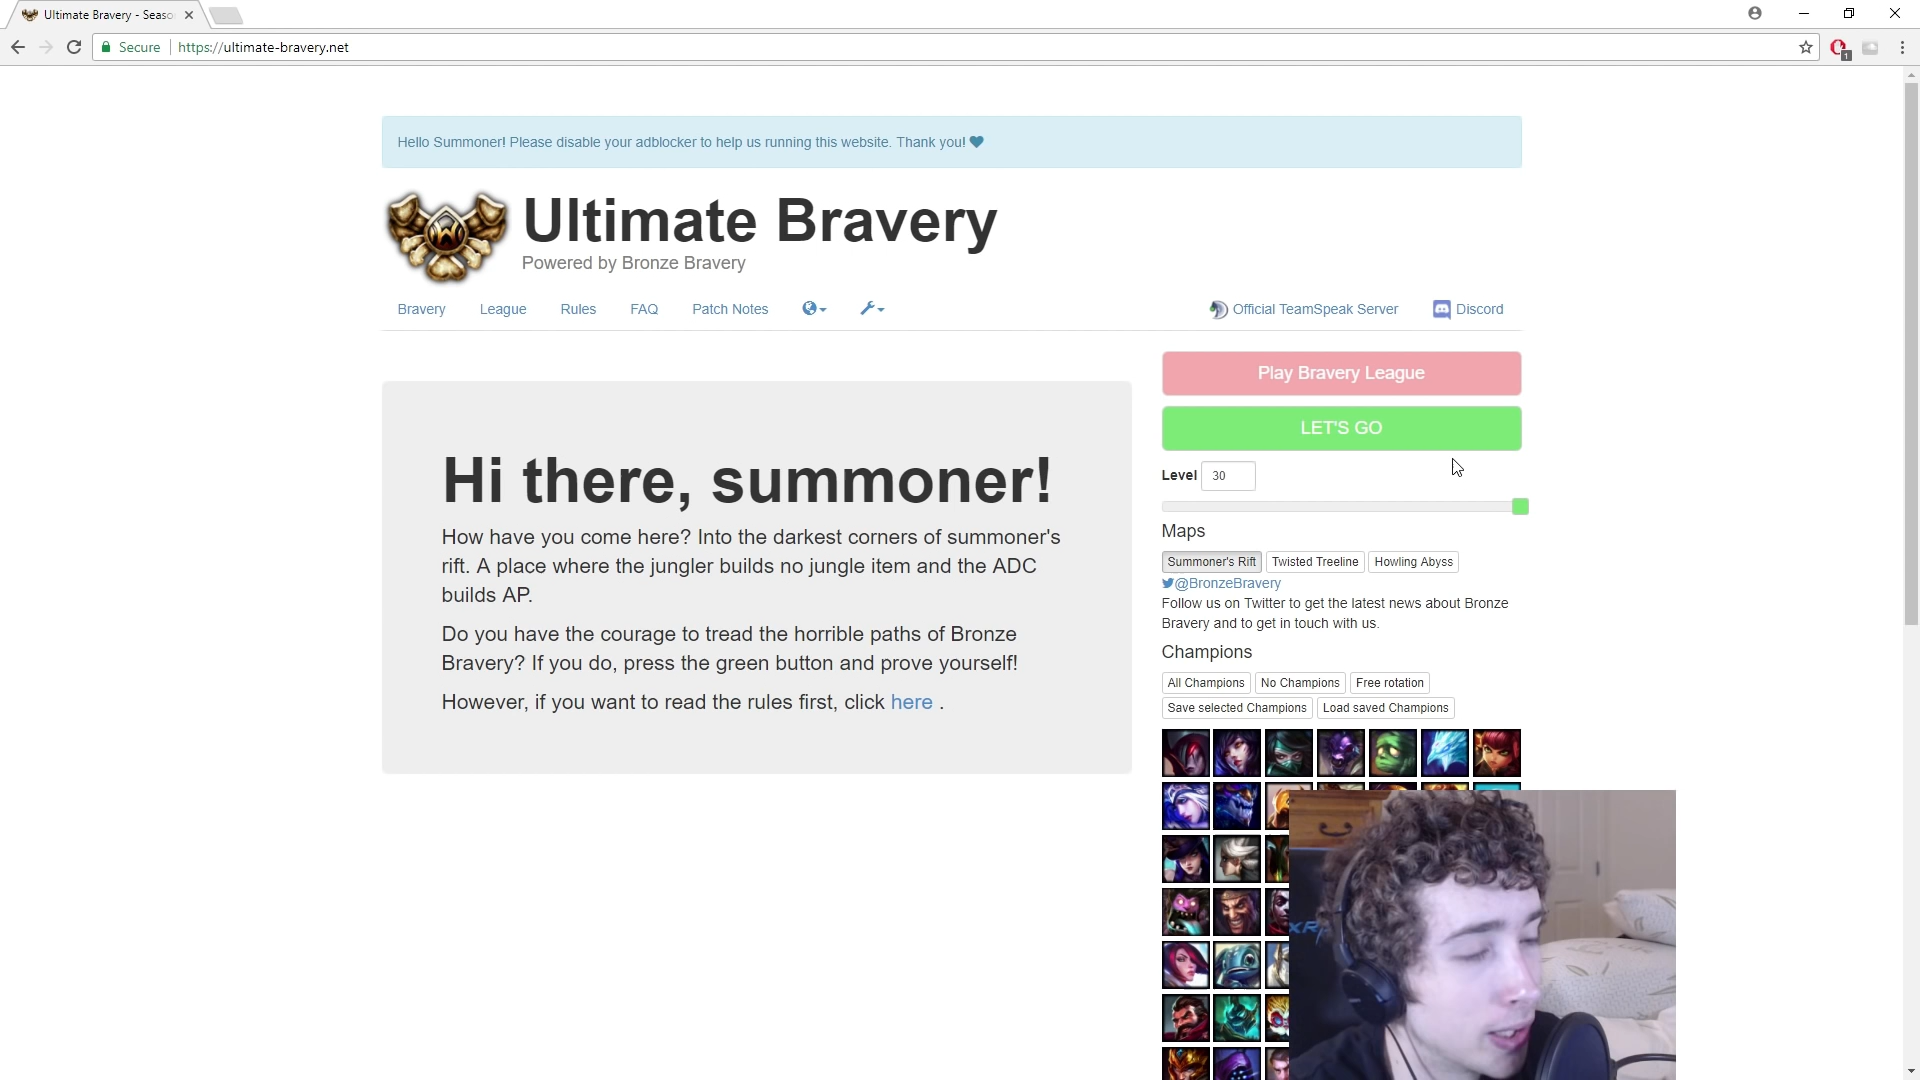 Ultimate Bravery - Seaso
Secure
https://ultimate-bravery.net
1
Hello Summoner! Please disable your adblocker to help us running this website. Thank you!
Ultimate Bravery
Powered by Bronze Bravery
Bravery League Rules FAQ Patch Notes Official TeamSpeak Server Discord
Play Bravery League
LET'S GO
Level 30
Hi there, summoner!
How have you come here? Into the darkest corners of summoner's
rift. A place where the jungler builds no jungle item and the ADC
builds AP.
Do you have the courage to tread the horrible paths of Bronze
Bravery? If you do, press the green button and prove yourself!
However, if you want to read the rules first, click here .
Maps
Summoner's Rift Twisted Treeline Howling Abyss
@BronzeBravery
Follow us on Twitter to get the latest news about Bronze
Bravery and to get in touch with us.
Champions
All Champions No Champions Free rotation
Save selected Champions Load saved Champions